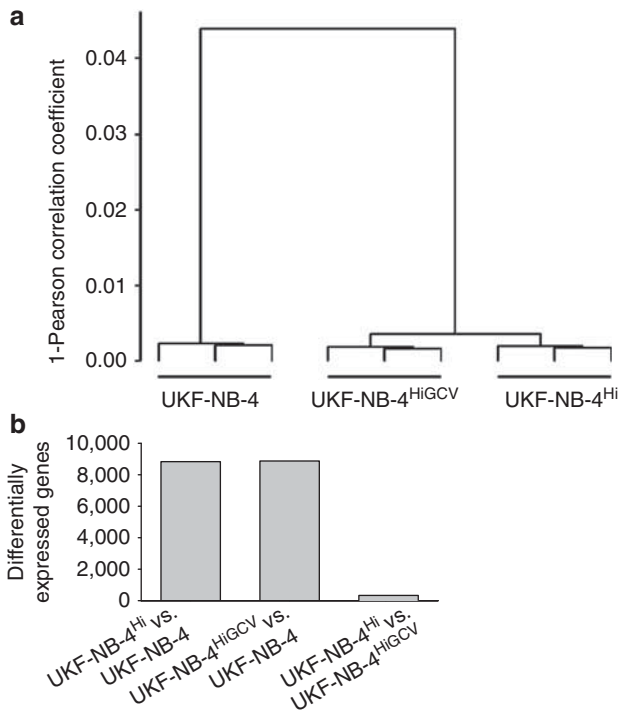 a
1-Pearson correlation coefficient
0.04
0.03
0.02
0.01
0.00
UKF-NB-4
UKF-NB-4HiGCV
UKF-NB-4Hi
b
Differentially
expressed genes
10,000
8,000
6,000
4,000
2,000
0
UKF-NB-4Hi vs.
UKF-NB-4
UKF-NB-4HiGCV vs.
UKF-NB-4
UKF-NB-4Hi vs.
UKF-NB-4HiGCV